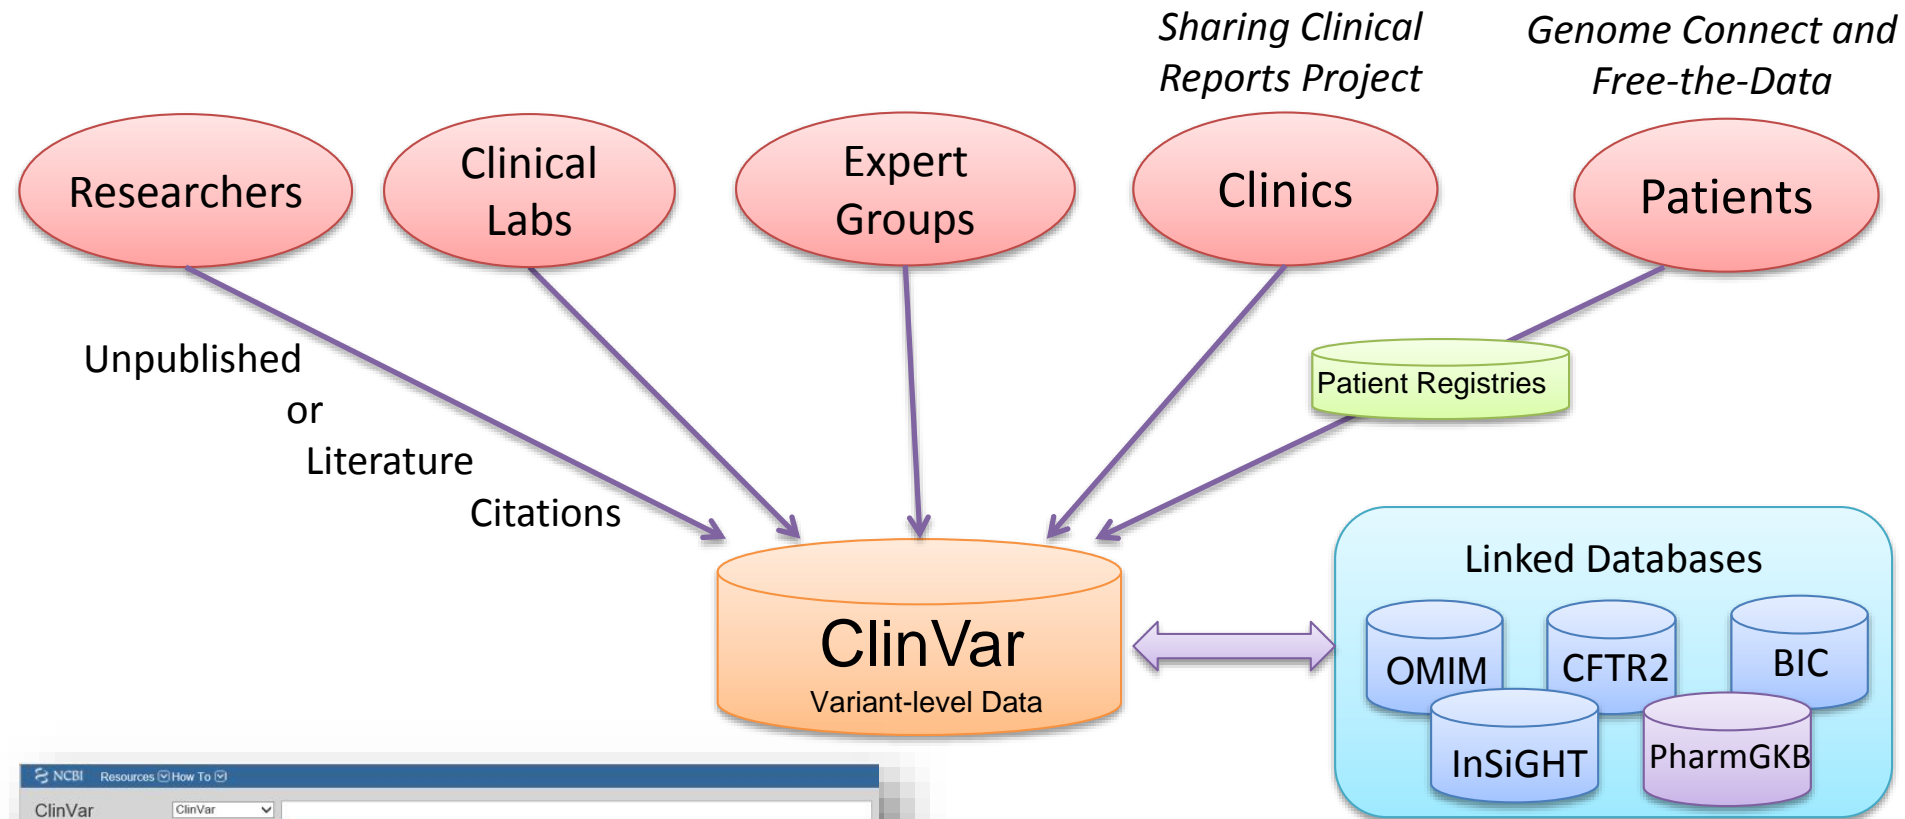 Sharing Clinical
Reports Project
Genome Connect and
Free-the-Data
Researchers
Clinical
Labs
Expert
Groups
Clinics
Patients
Unpublished
or
Literature
Citations
Patient Registries
ClinVar
Variant-level Data
Linked Databases
OMIM
CFTR2
BIC
InSiGHT
PharmGKB
NCBI Resources How To
ClinVar ClinVar